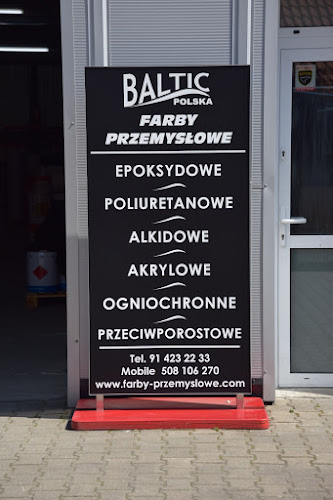 BALTIC
POLSKA
FARBY
PRZEMYSŁOWE
EPOKSYDOWE
POLIURETANOWE
ALKIDOWE
AKRYLOWE
OGNIOCHRONNE
PRZECIWPOROSTOWE
Tel. 91 423 22 33
Mobile 508 106 270
www.farby-przemyslowe.com